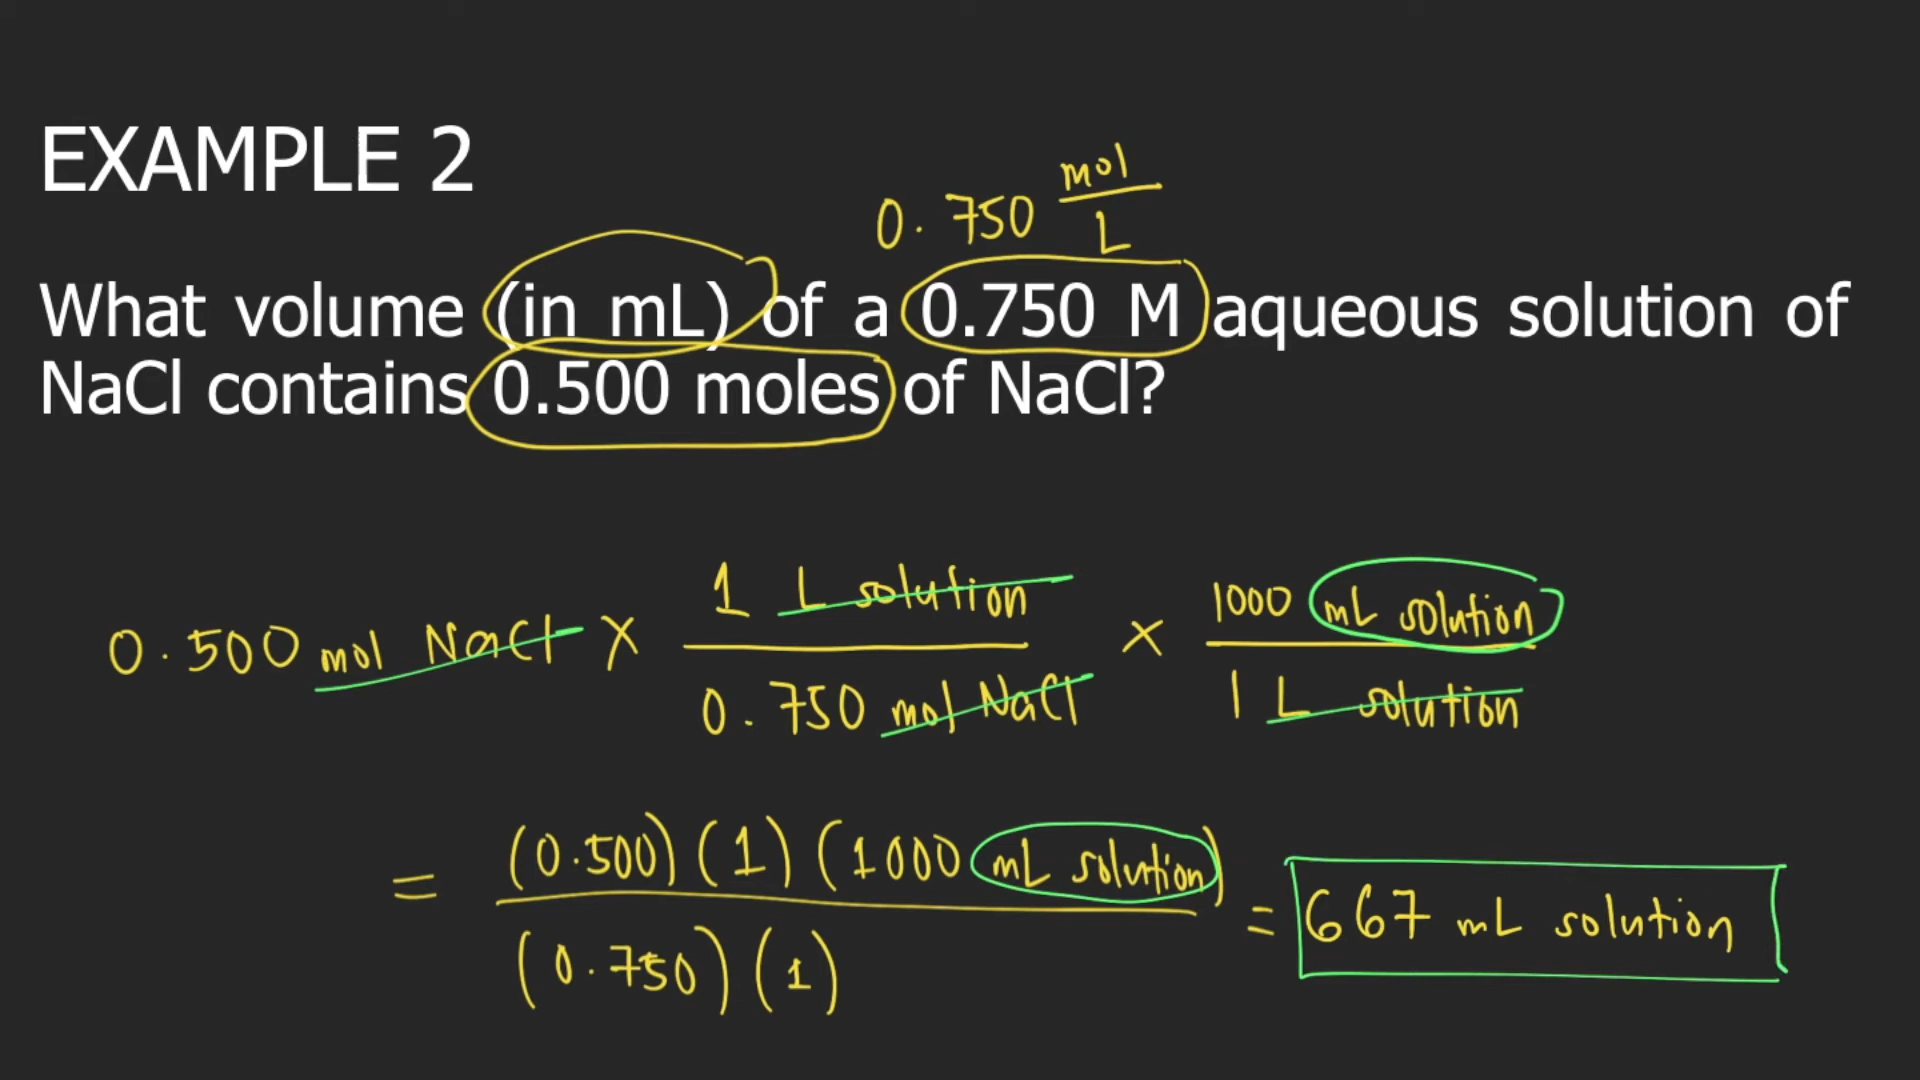 EXAMPLE 2
0.750 mol/L
What volume (in mL) of a 0.750 M aqueous solution of
NaCl contains 0.500 moles of NaCl?
0.500 mol NaCl × 1 L solution / 0.750 mol NaCl × 1000 mL solution / 1 L solution
= (0.500)(1)(1000 mL solution) / (0.750)(1) = 667 mL solution